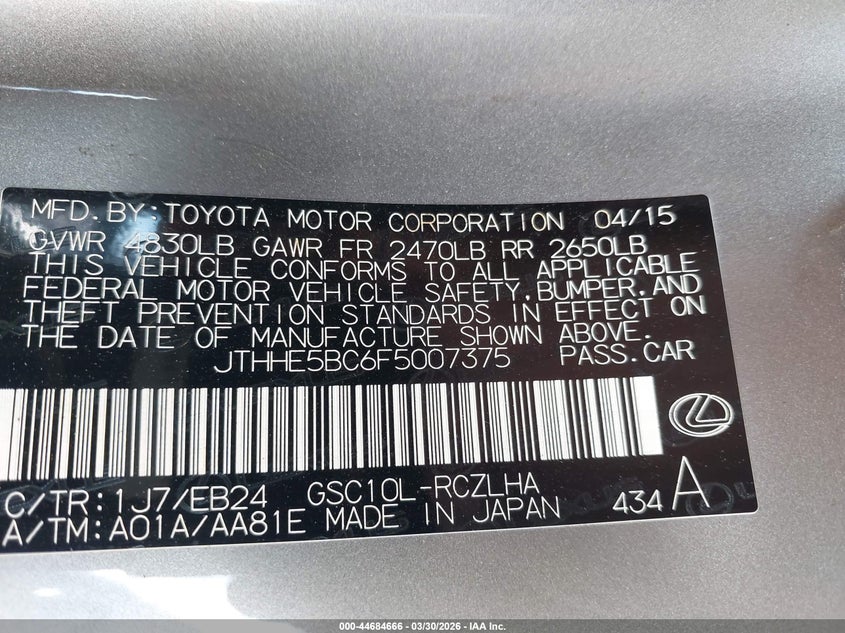 MFD.BY:TOYOTA MOTOR CORPORATION 04/15
GVWR 4830LB GAWR FR 2470LB RR 2650LB
THIS VEHICLE CONFORMS TO ALL APPLICABLE
FEDERAL MOTOR VEHICLE SAFETY,BUMPER,AND
THEFT PREVENTION STANDARDS IN EFFECT ON
THE DATE OF MANUFACTURE SHOWN ABOVE.
JTHHE5BC6F5007375 PASS.CAR
C/TR:1J7/EB24 GSC10L-RCZLHA
A/TM:A01A/AA81E MADE IN JAPAN 434 A
000-44684666 — 03/30/2026 — IAA Inc.